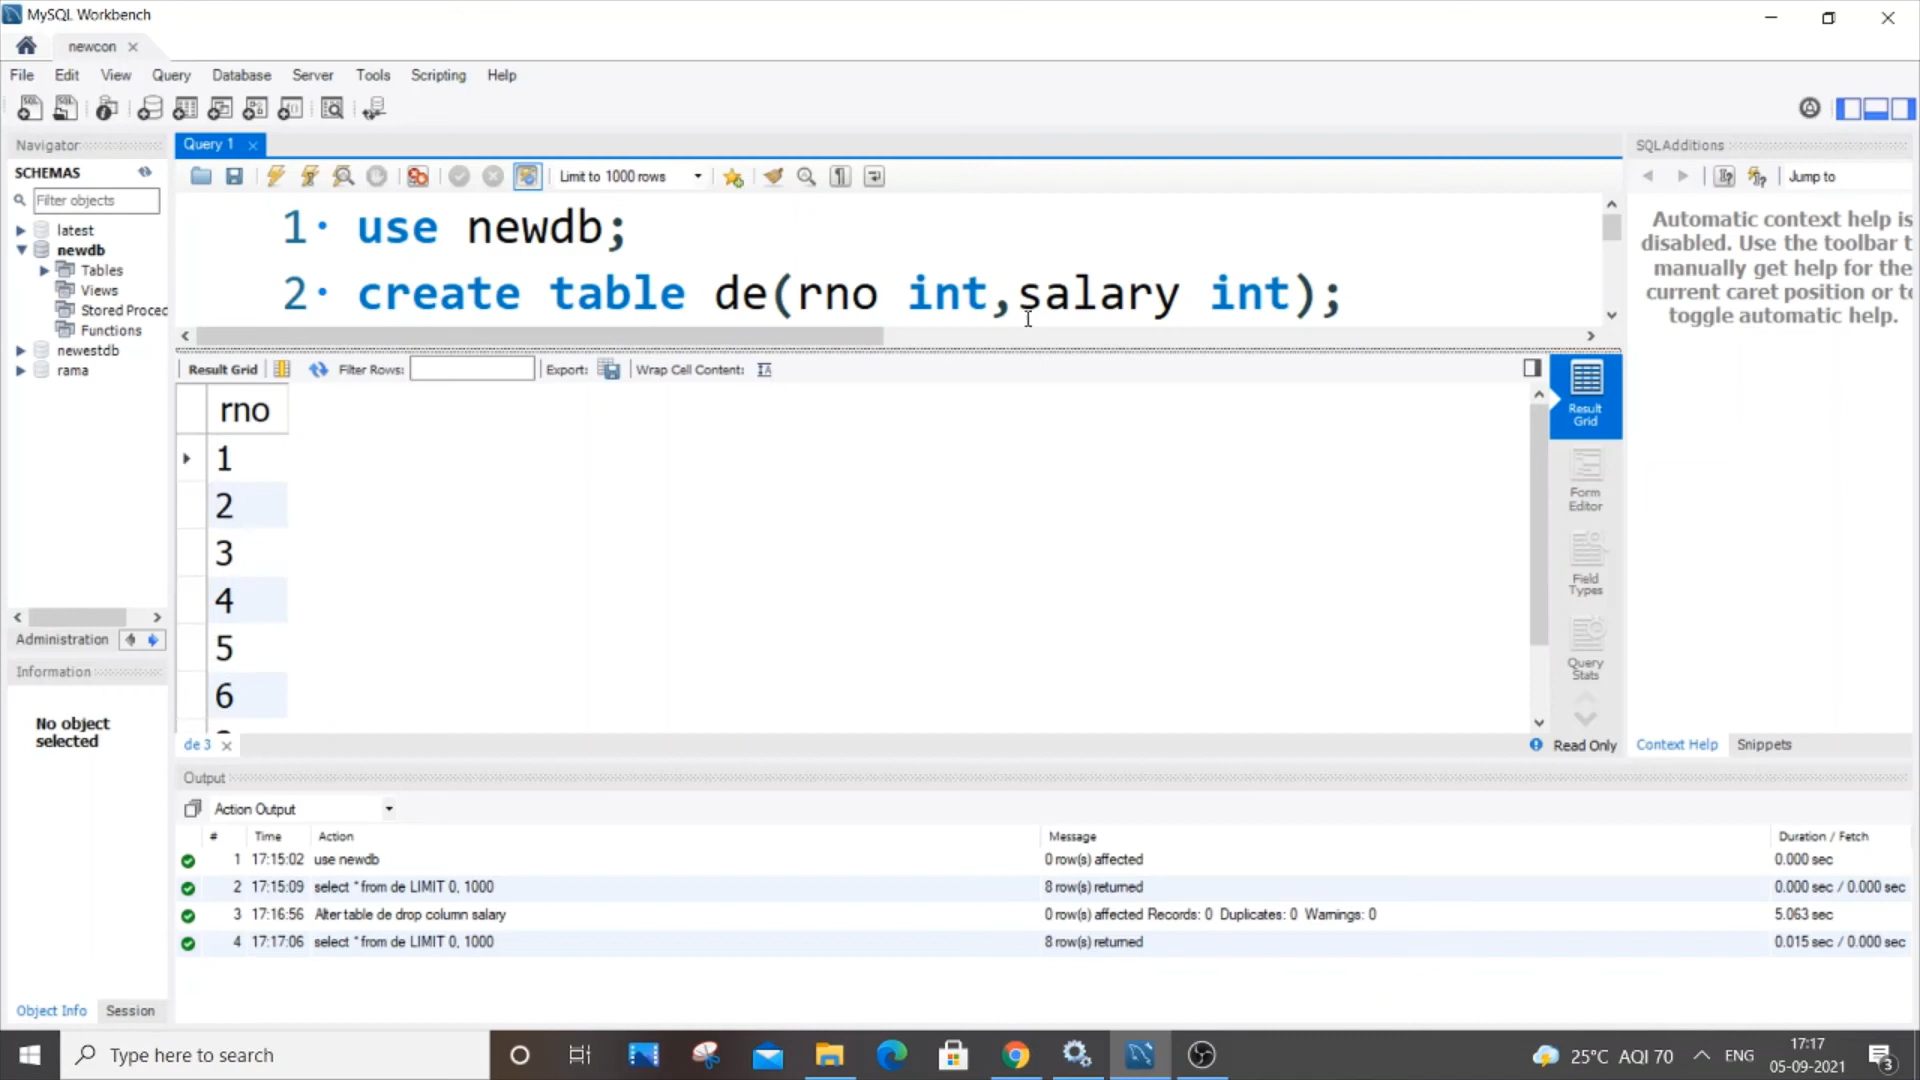 MySQL Workbench
newcon
File Edit View Query Database Server Tools Scripting Help
Navigator
SCHEMAS
Filter objects
latest
newdb
Tables
Views
Stored Proced
Functions
newestdb
rama
Administration
Information
No object
selected
Object Info Session
Query 1
Limit to 1000 rows
1 use newdb;
2 create table de(rno int,salary int);
Result Grid Filter Rows: Export: Wrap Cell Content:
rno
1
2
3
4
5
6
de 3
Result
Grid
Form
Editor
Field
Types
Query
Stats
Read Only
SQLAdditions
Jump to
Automatic context help is
disabled. Use the toolbar t
manually get help for the
current caret position or to
toggle automatic help.
Context Help Snippets
Output
Action Output
# Time Action Message Duration / Fetch
1 17:15:02 use newdb 0 row(s) affected 0.000 sec
2 17:15:09 select * from de LIMIT 0, 1000 8 row(s) returned 0.000 sec / 0.000 sec
3 17:16:56 Alter table de drop column salary 0 row(s) affected Records: 0 Duplicates: 0 Warnings: 0 5.063 sec
4 17:17:06 select * from de LIMIT 0, 1000 8 row(s) returned 0.015 sec / 0.000 sec
Type here to search
25°C AQI 70
ENG
17:17
05-09-2021
3